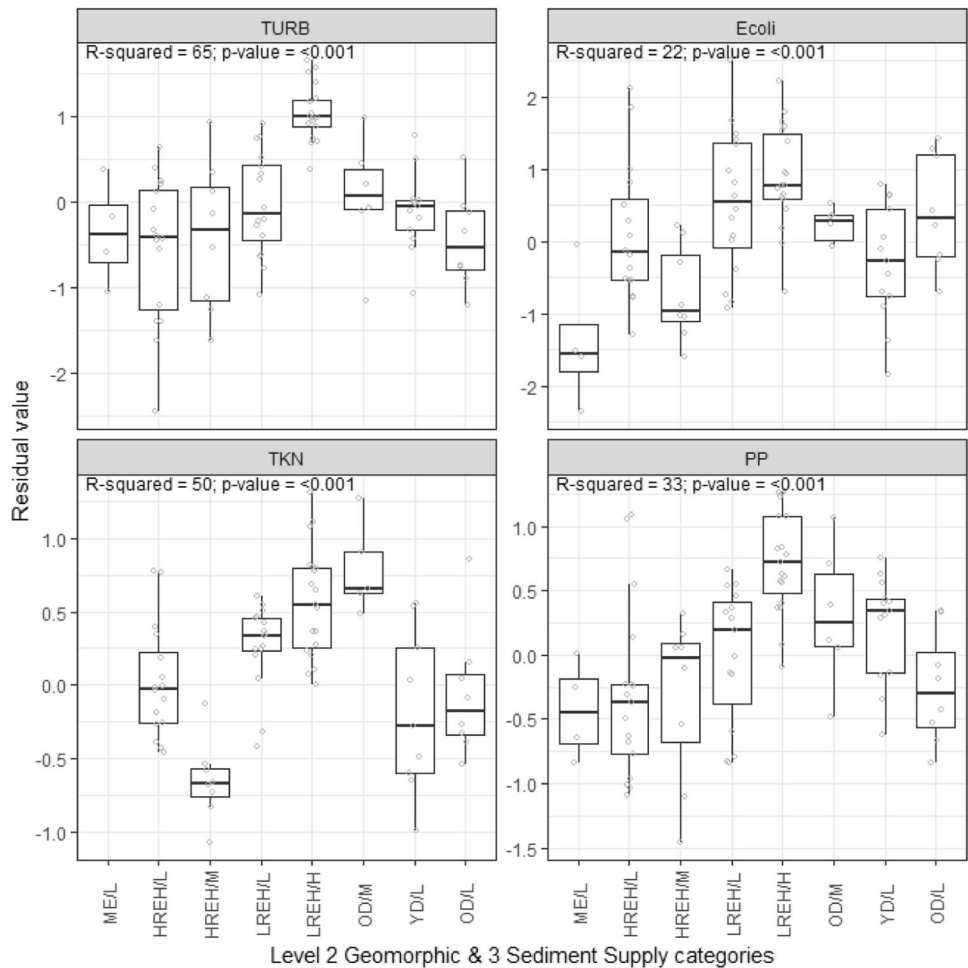 TURB
Ecoli
R-squared = 65; p-value = <0.001
R-squared = 22; p-value = <0.001
1
0
-1
-2
2
1
0
-1
-2
TKN
PP
R-squared = 50; p-value = <0.001
R-squared = 33; p-value = <0.001
1.0
0.5
0.0
-0.5
-1.0
1.0
0.5
0.0
-0.5
-1.0
-1.5
Residual value
ME/L
HREH/L
HREH/M
LREH/L
LREH/H
OD/M
YD/L
OD/L
ME/L
HREH/L
HREH/M
LREH/L
LREH/H
OD/M
YD/L
OD/L
Level 2 Geomorphic & 3 Sediment Supply categories